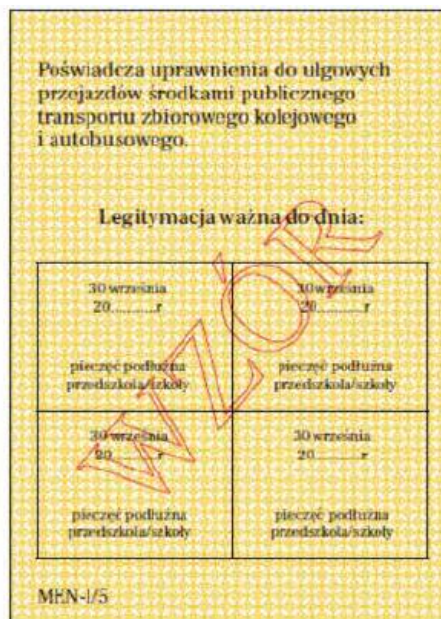 Poświadcza uprawnienia do ulgowych
przejazdów środkami publicznego
transportu zbiorowego kolejowego
i autobusowego.
Legitymacja ważna do dnia:
30 września
20..........r
pieczęć podłużna
przedszkola/szkoły
30 września
20..........r
pieczęć podłużna
przedszkola/szkoły
30 września
20..........r
pieczęć podłużna
przedszkola/szkoły
30 września
20..........r
pieczęć podłużna
przedszkola/szkoły
WZÓR
MEN-I/5